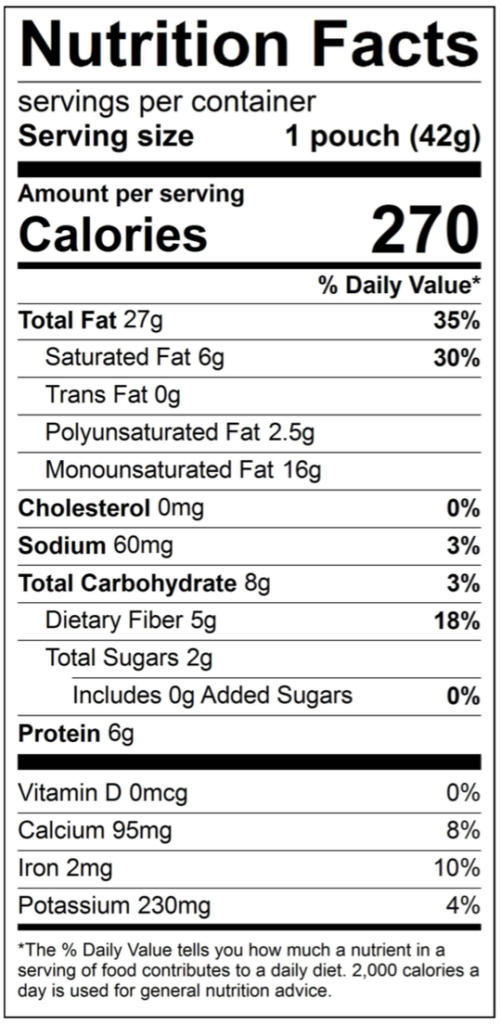 Nutrition Facts
servings per container
Serving size 1 pouch (42g)
Amount per serving
Calories 270
% Daily Value*
Total Fat 27g 35%
Saturated Fat 6g 30%
Trans Fat 0g
Polyunsaturated Fat 2.5g
Monounsaturated Fat 16g
Cholesterol 0mg 0%
Sodium 60mg 3%
Total Carbohydrate 8g 3%
Dietary Fiber 5g 18%
Total Sugars 2g
Includes 0g Added Sugars 0%
Protein 6g
Vitamin D 0mcg 0%
Calcium 95mg 8%
Iron 2mg 10%
Potassium 230mg 4%
*The % Daily Value tells you how much a nutrient in a
serving of food contributes to a daily diet. 2,000 calories a
day is used for general nutrition advice.